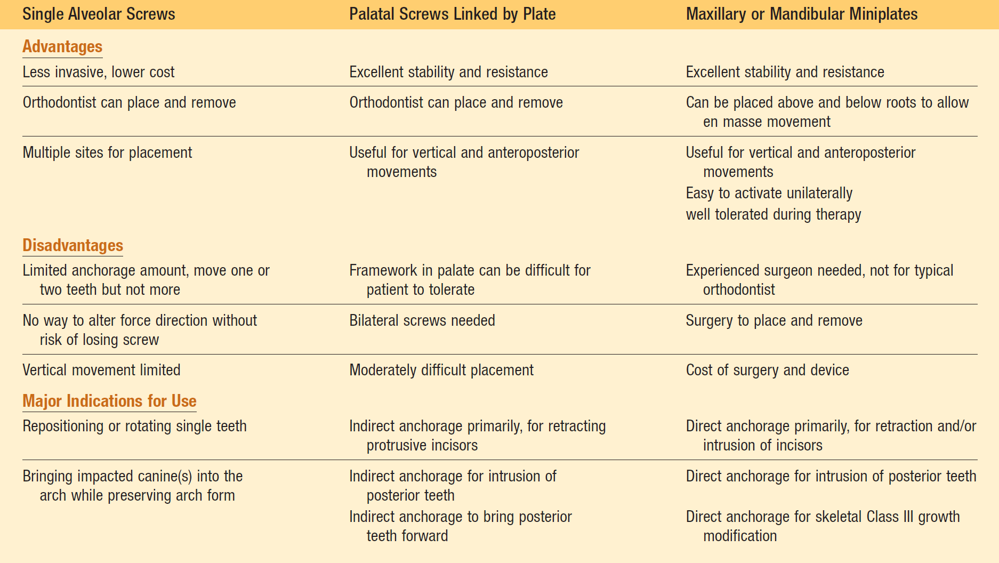 Single Alveolar Screws Palatal Screws Linked by Plate Maxillary or Mandibular Miniplates
Advantages
Less invasive, lower cost Excellent stability and resistance Excellent stability and resistance
Orthodontist can place and remove Orthodontist can place and remove Can be placed above and below roots to allow
en masse movement
Multiple sites for placement Useful for vertical and anteroposterior Useful for vertical and anteroposterior
movements movements
Easy to activate unilaterally
well tolerated during therapy
Disadvantages
Limited anchorage amount, move one or Framework in palate can be difficult for Experienced surgeon needed, not for typical
two teeth but not more patient to tolerate orthodontist
No way to alter force direction without Bilateral screws needed Surgery to place and remove
risk of losing screw
Vertical movement limited Moderately difficult placement Cost of surgery and device
Major Indications for Use
Repositioning or rotating single teeth Indirect anchorage primarily, for retracting Direct anchorage primarily, for retraction and/or
protrusive incisors intrusion of incisors
Bringing impacted canine(s) into the Indirect anchorage for intrusion of Direct anchorage for intrusion of posterior teeth
arch while preserving arch form posterior teeth
Indirect anchorage to bring posterior Direct anchorage for skeletal Class III growth
teeth forward modification